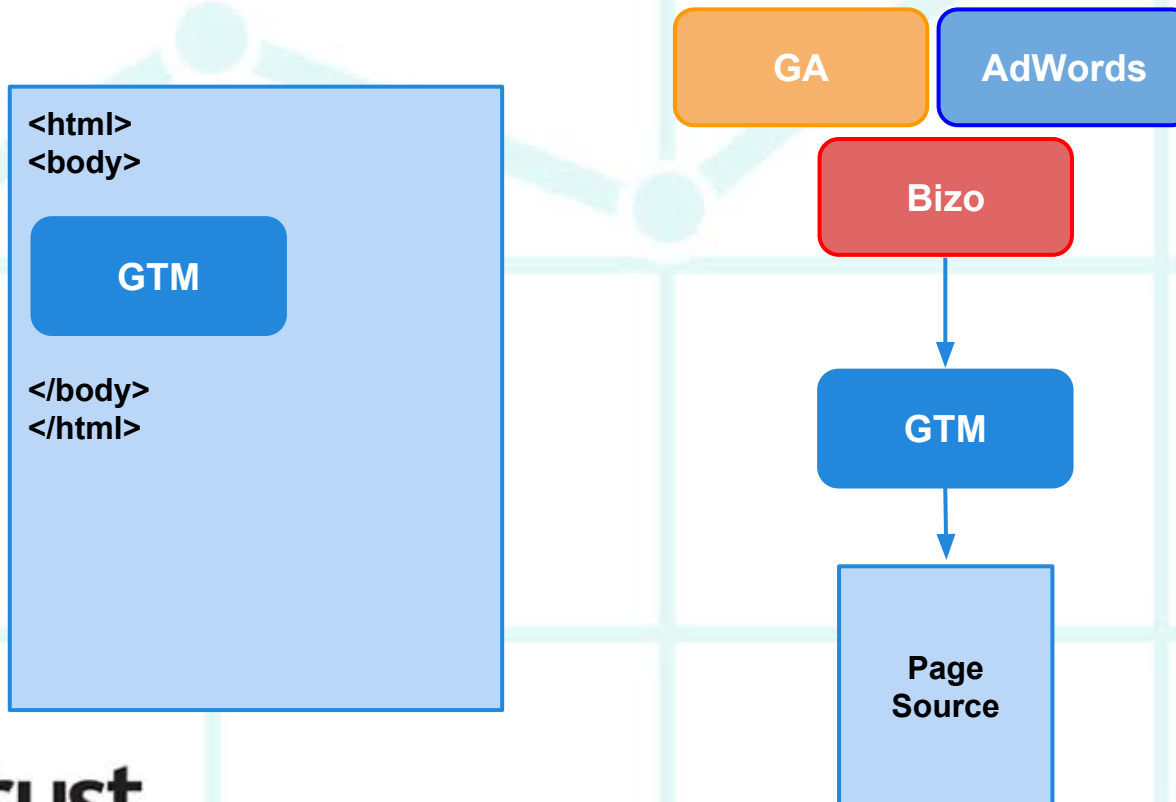 <html>
<body>
GTM
</body>
</html>
GA
AdWords
Bizo
GTM
Page
Source